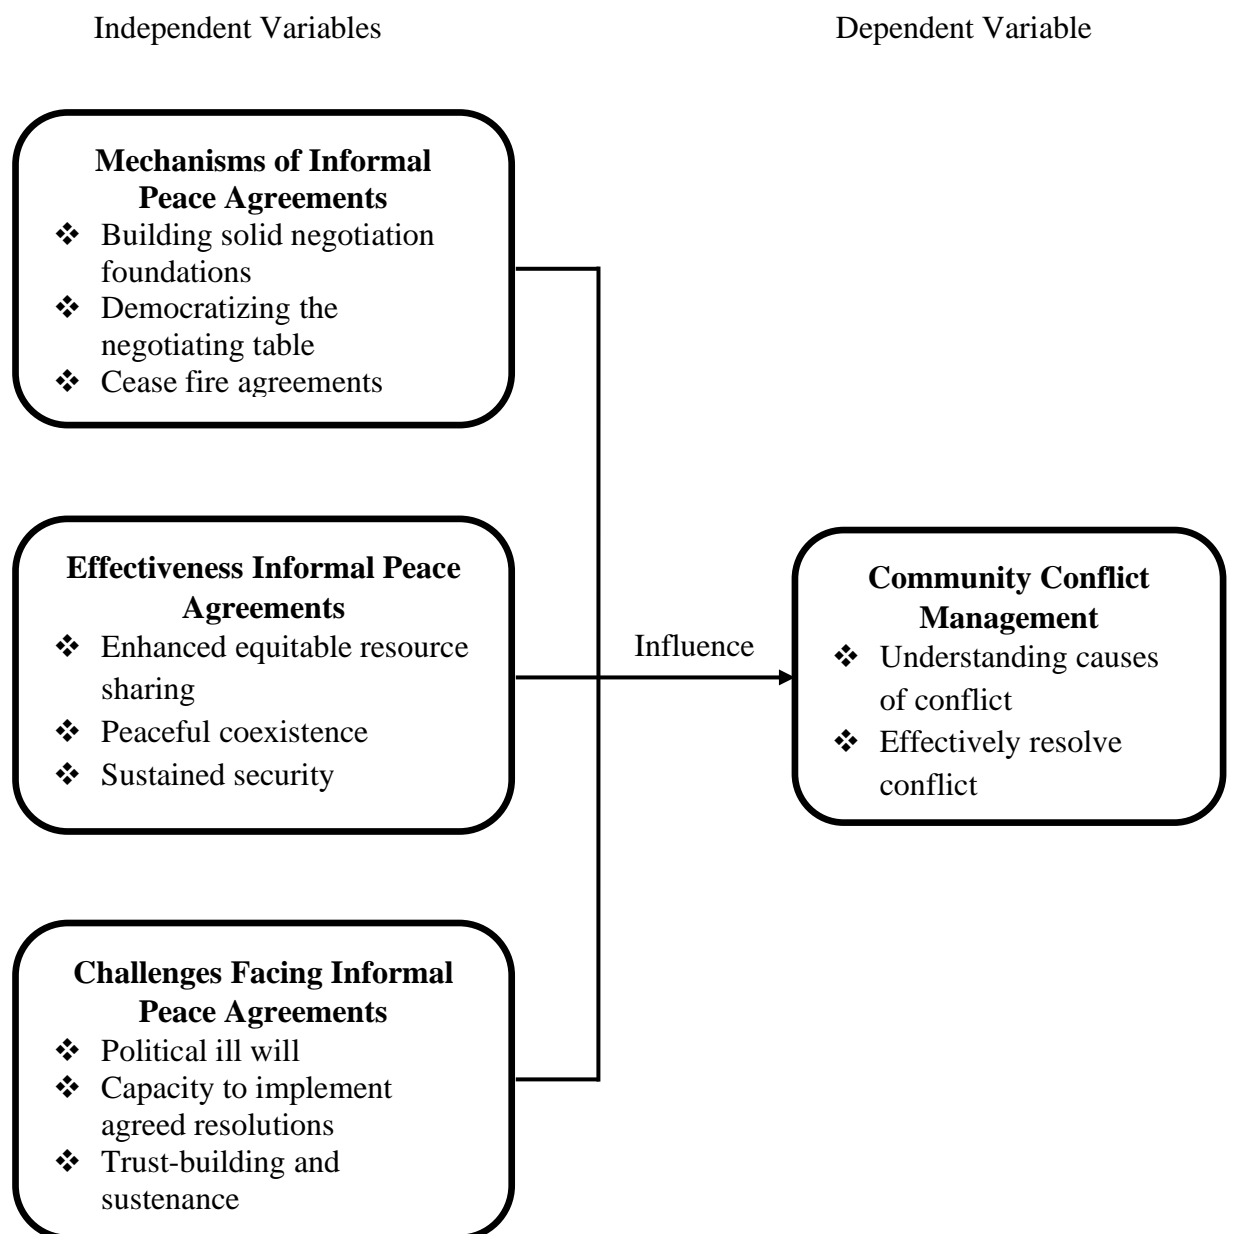 Independent Variables
Dependent Variable
Mechanisms of Informal
Peace Agreements
❖ Building solid negotiation
foundations
❖ Democratizing the
negotiating table
❖ Cease fire agreements
Effectiveness Informal Peace
Agreements
❖ Enhanced equitable resource
sharing
❖ Peaceful coexistence
❖ Sustained security
Challenges Facing Informal
Peace Agreements
❖ Political ill will
❖ Capacity to implement
agreed resolutions
❖ Trust-building and
sustenance
Influence
Community Conflict
Management
❖ Understanding causes
of conflict
❖ Effectively resolve
conflict